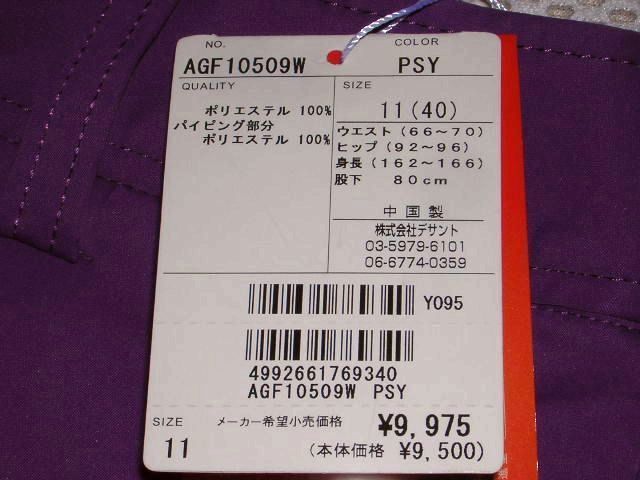 NO.
AGF10509W
COLOR
PSY
QUALITY
ポリエステル 100%
パイピング部分
ポリエステル 100%
SIZE
11(40)
ウエスト(66~70)
ヒップ(92~96)
身長(162~166)
股下 80cm
中国製
株式会社デサント
03-5979-6101
06-6774-0359
Y095
4992661769340
AGF10509W PSY
SIZE
11
メーカー希望小売価格 ¥9,975
(本体価格 ¥9,500)